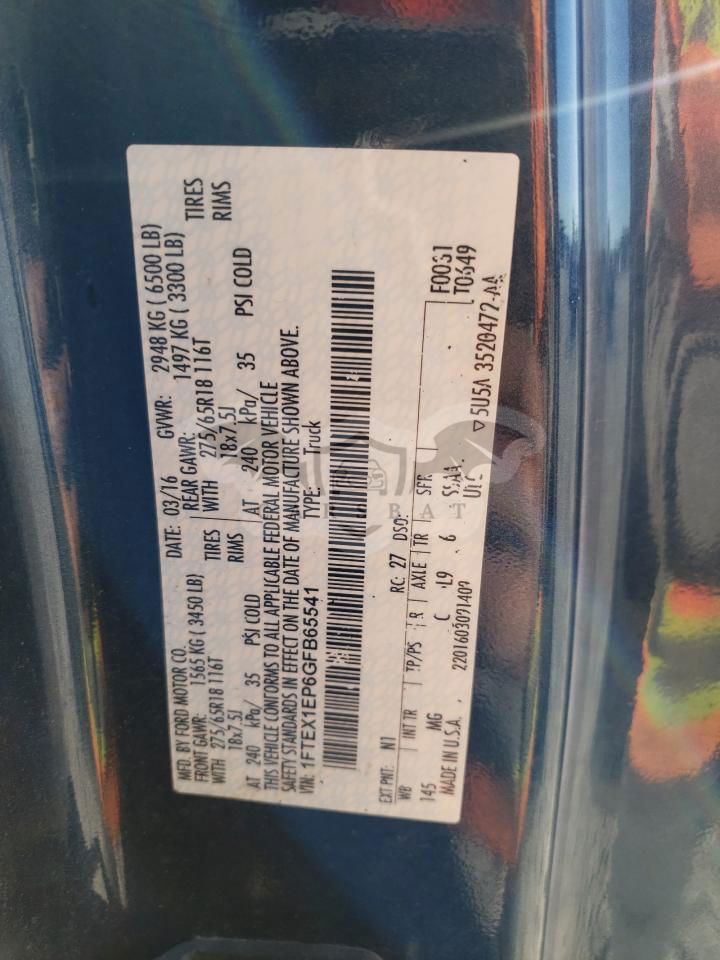 MFD. BY FORD MOTOR CO.
DATE: 03/16 GVWR: 2948 KG ( 6500 LB)
FRONT GAWR: 1565 KG ( 3450 LB) REAR GAWR: 1497 KG ( 3300 LB)
WITH 275/65R18 116T TIRES WITH 275/65R18 116T TIRES
18x7.5J RIMS 18x7.5J RIMS
AT 240 kPa/ 35 PSI COLD AT 240 kPa/ 35 PSI COLD
THIS VEHICLE CONFORMS TO ALL APPLICABLE FEDERAL MOTOR VEHICLE
SAFETY STANDARDS IN EFFECT ON THE DATE OF MANUFACTURE SHOWN ABOVE.
VIN: 1FTEX1EP6GFB65541 TYPE: Truck
EXT PNT: N1 RC: 27 DSO: F0031
WB INT TR TP/PS R AXLE TR SPR T0649
145 MG C L9 6
MADE IN U.S.A. 5U5A 3520472-AA
2201603091409